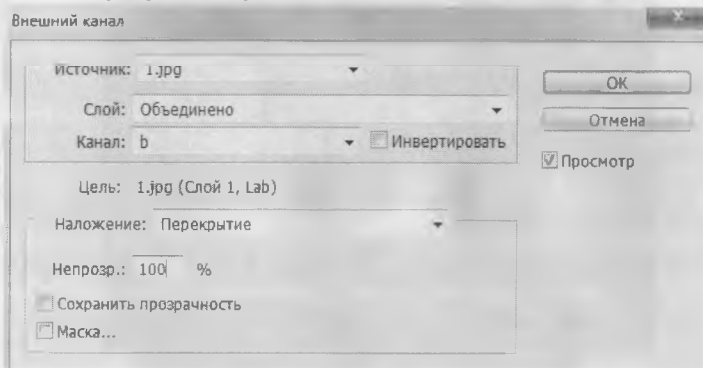 Внешний канал
Источник: 1.jpg
OK
Слой: Объединено
Отмена
Канал: b
Инвертировать
Просмотр
Цель: 1.jpg (Слой 1, Lab)
Наложение: Перекрытие
Непрозр.: 100 %
Сохранить прозрачность
Маска...